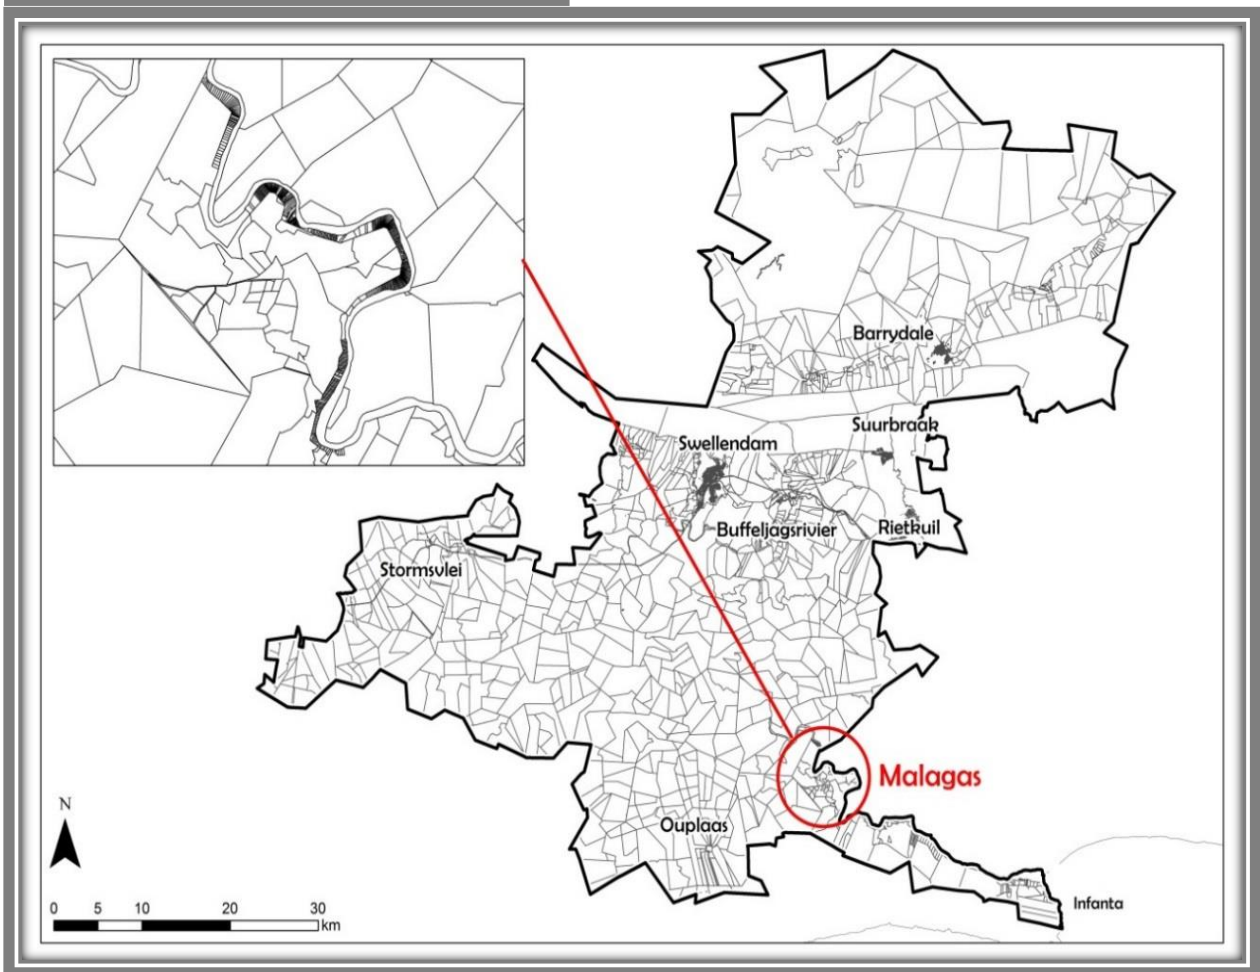 Barrydale
Suurbraak
Swellendam
Buffeljagsrivier
Rietkuil
Stormsvlei
Malagas
Ouplaas
Infanta
N
0 5 10 20 30
km